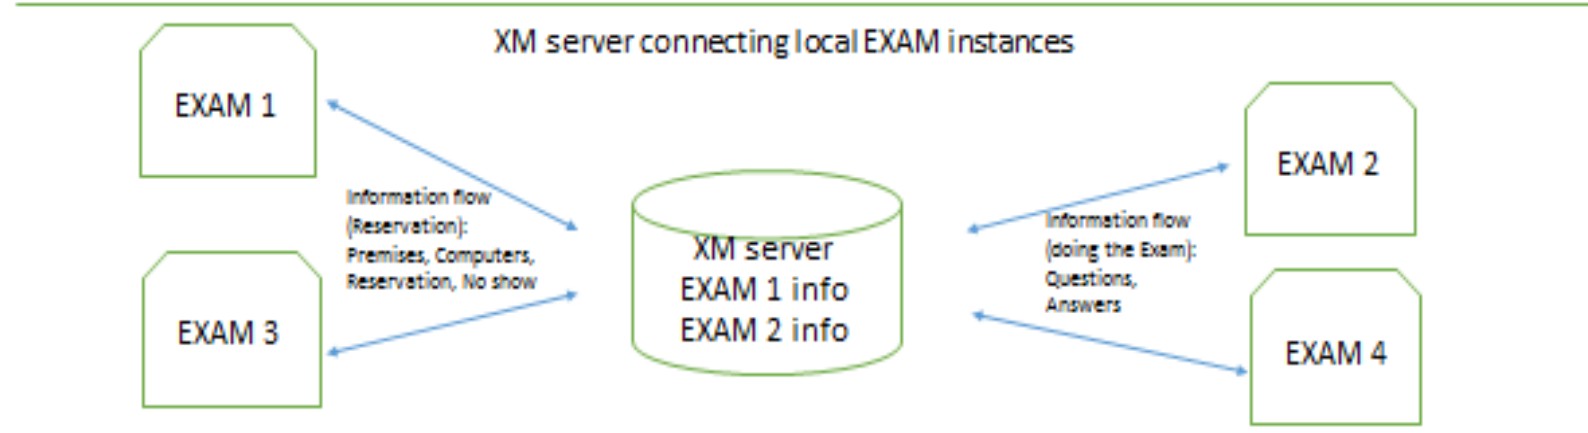 XM server connecting local EXAM instances
EXAM 1
EXAM 2
Information flow
(Reservation):
Premises, Computers,
Reservation, No show
XM server
EXAM 1 info
EXAM 2 info
Information flow
(doing the Exam):
Questions,
Answers
EXAM 3
EXAM 4